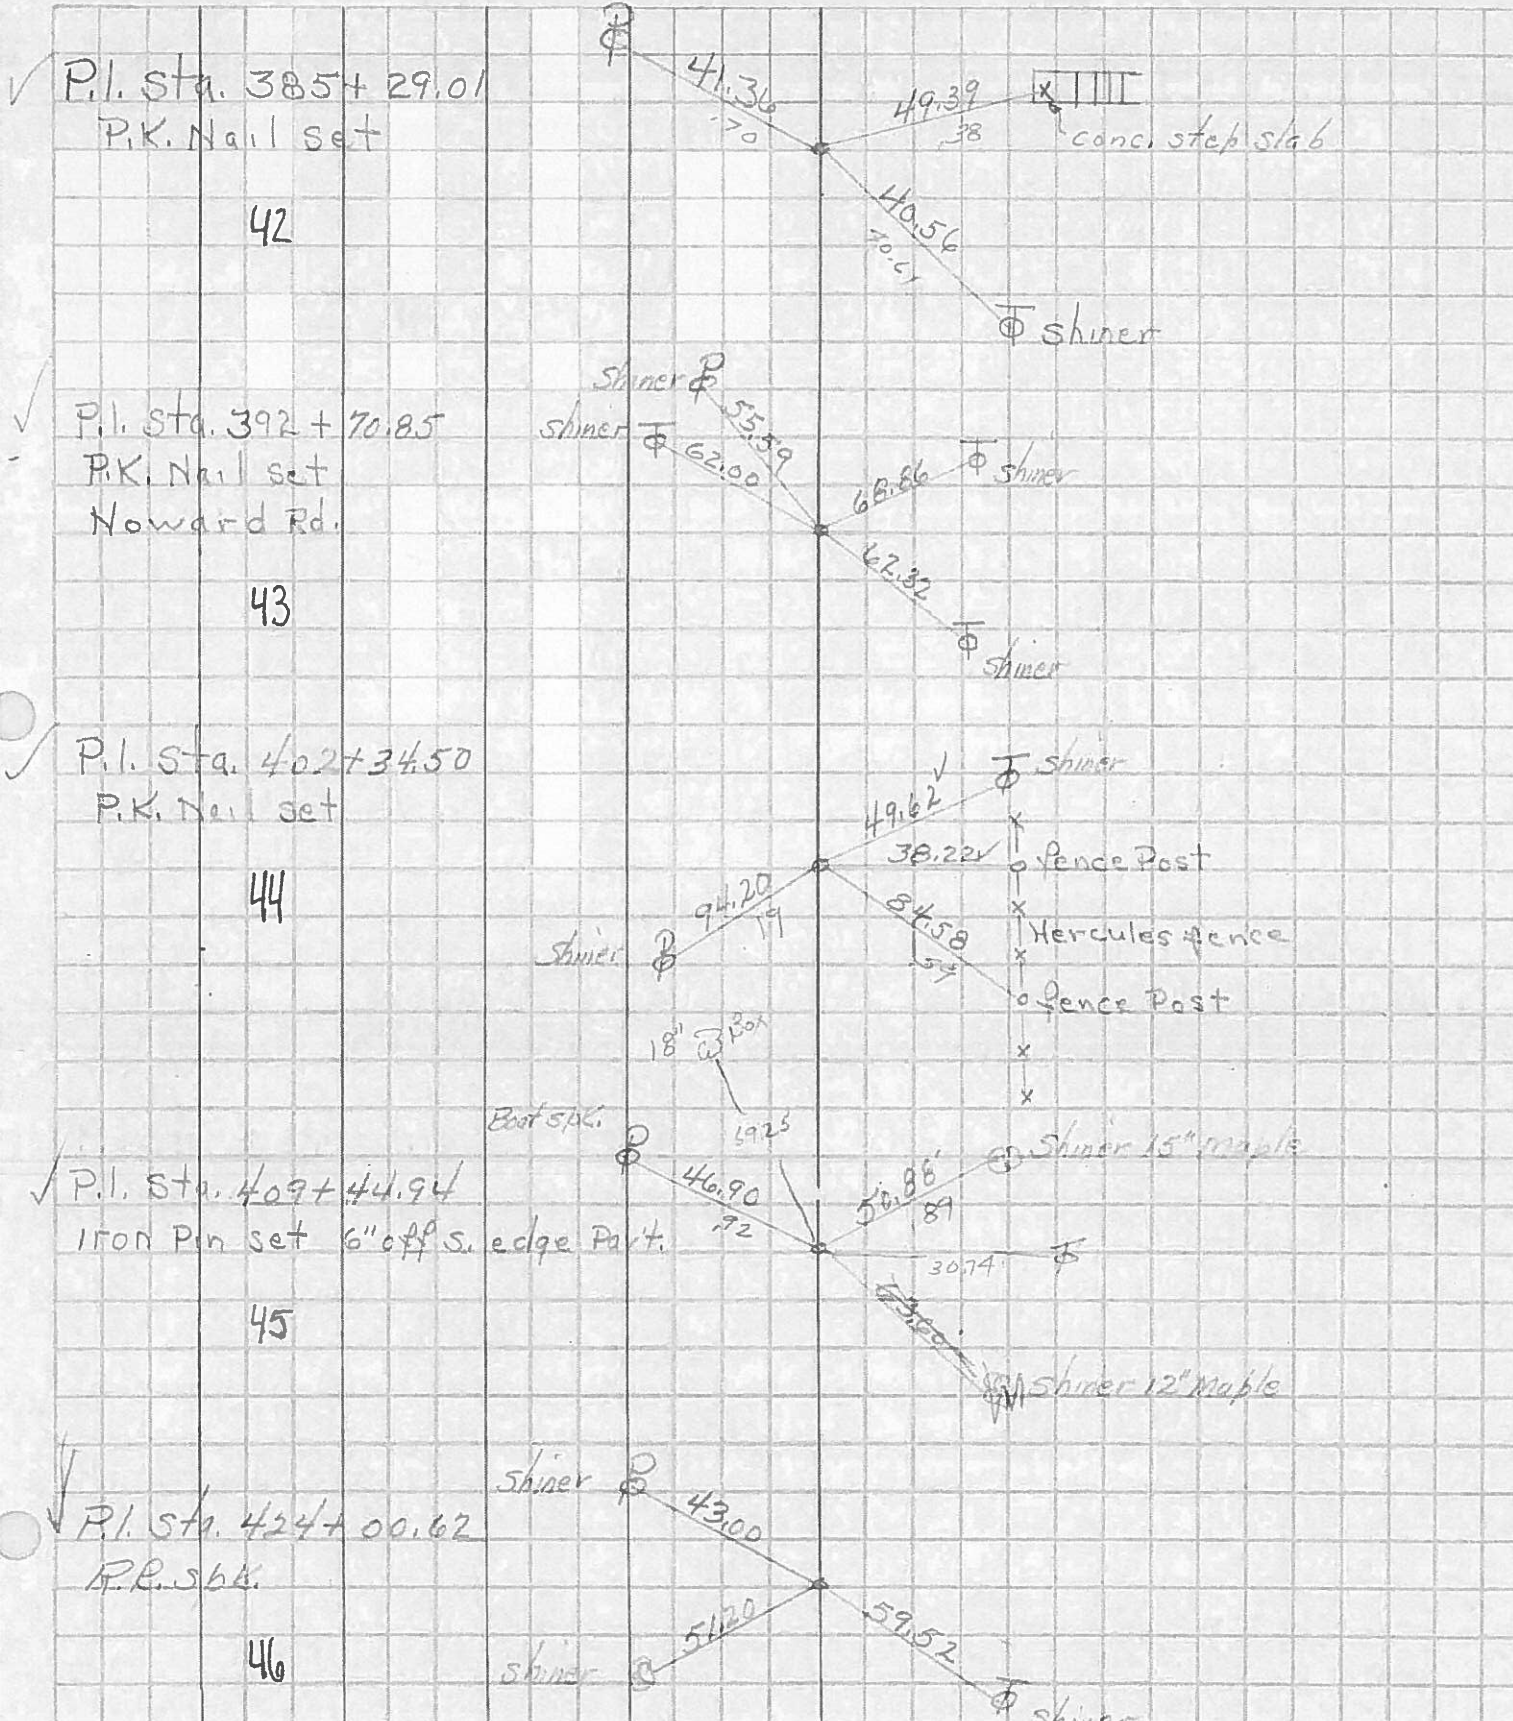 P.I. Sta. 385+29.01
P.K. Nail set
42
41.36
.70
49.39
.38
conc. step slab
40.56
shiner
P.I. Sta. 392+70.85
P.K. Nail set
Howard Rd.
43
Shiner
55.59
shiner
62.00
68.86
shiner
62.32
shiner
P.I. Sta. 402+34.50
P.K. Nail set
44
49.62
shiner
38.22
fence Post
94.20
19
84.58
Hercules fence
shiner
fence Post
18" Box
Boat spk.
P.I. Sta. 409+44.94
Iron Pin set 6" off s. edge Pav't.
45
46.90
.92
50.88'
89
Shiner 15" maple
30.74
63.60
Shiner 12" Maple
P.I. Sta. 424+00.62
R.R. spk.
46
shiner
43.00
51.20
shiner
59.52
shiner